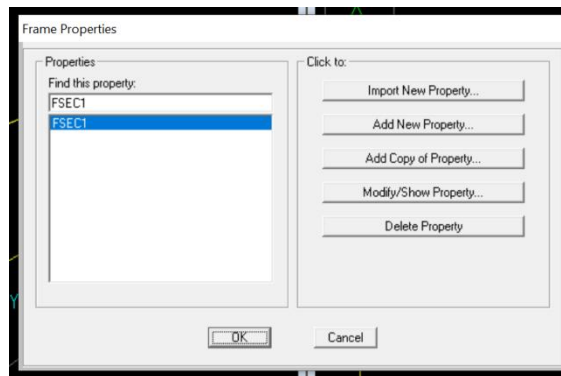 Frame Properties
Properties
Find this property:
FSEC1
FSEC1
Click to:
Import New Property...
Add New Property...
Add Copy of Property...
Modify/Show Property...
Delete Property
OK
Cancel
Y